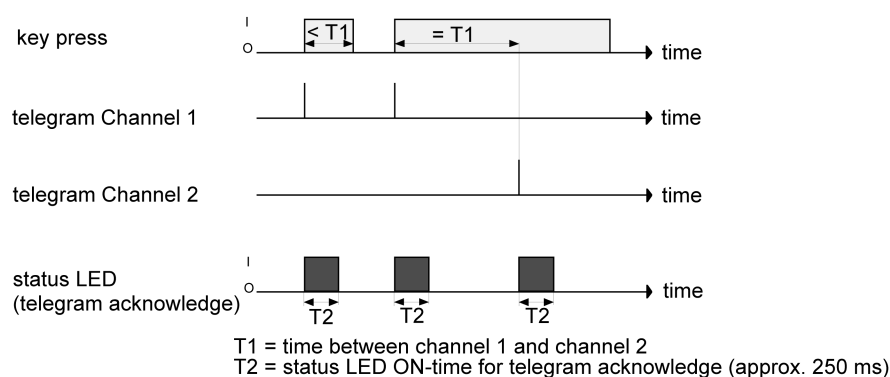 I
key press
< T1
= T1
O
time
telegram Channel 1
time
telegram Channel 2
time
I
status LED
O
time
(telegram acknowledge)
T2
T2
T2
T1 = time between channel 1 and channel 2
T2 = status LED ON-time for telegram acknowledge (approx. 250 ms)